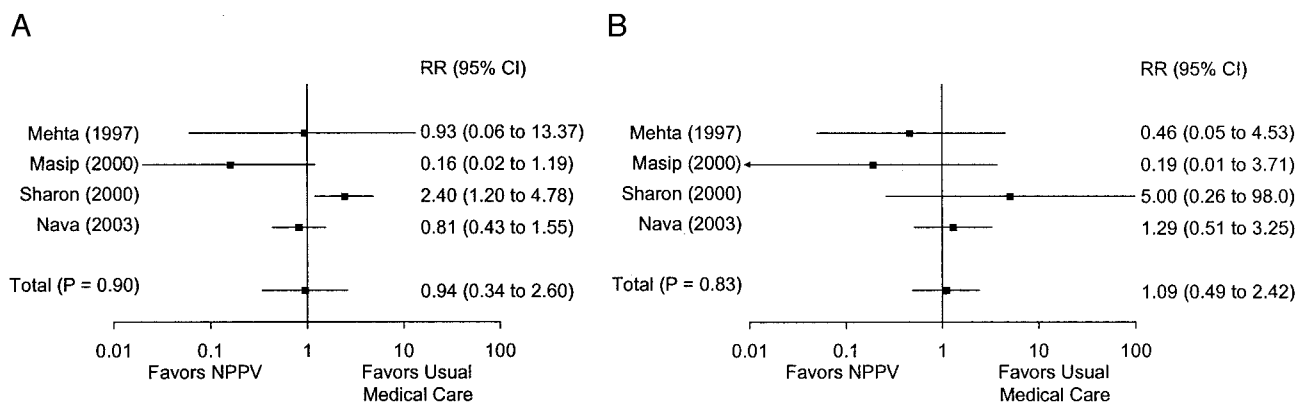 A
RR (95% CI)
Mehta (1997) 0.93 (0.06 to 13.37)
Masip (2000) 0.16 (0.02 to 1.19)
Sharon (2000) 2.40 (1.20 to 4.78)
Nava (2003) 0.81 (0.43 to 1.55)
Total (P = 0.90) 0.94 (0.34 to 2.60)
0.01 0.1 1 10 100
Favors NPPV Favors Usual
Medical Care
B
RR (95% CI)
Mehta (1997) 0.46 (0.05 to 4.53)
Masip (2000) 0.19 (0.01 to 3.71)
Sharon (2000) 5.00 (0.26 to 98.0)
Nava (2003) 1.29 (0.51 to 3.25)
Total (P = 0.83) 1.09 (0.49 to 2.42)
0.01 0.1 1 10 100
Favors NPPV Favors Usual
Medical Care